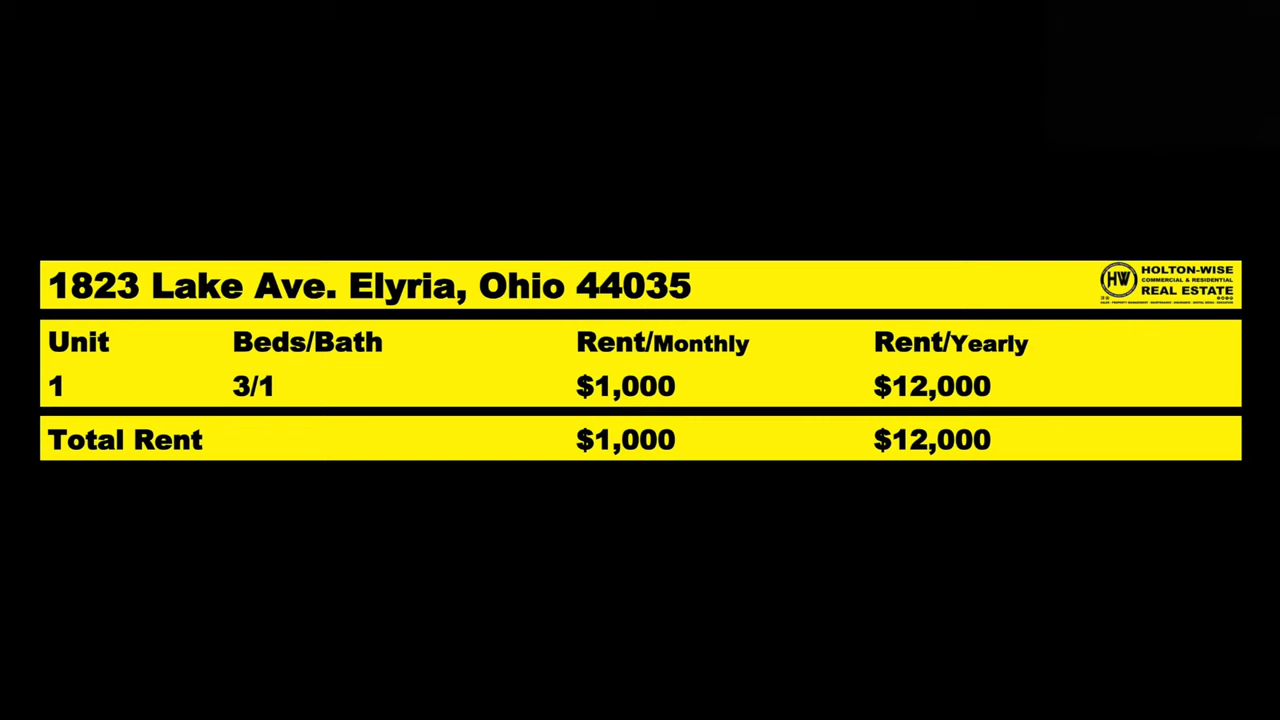 1823 Lake Ave. Elyria, Ohio 44035
HW
HOLTON-WISE
COMMERCIAL & RESIDENTIAL
REAL ESTATE
Unit Beds/Bath Rent/Monthly Rent/Yearly
1 3/1 $1,000 $12,000
Total Rent $1,000 $12,000